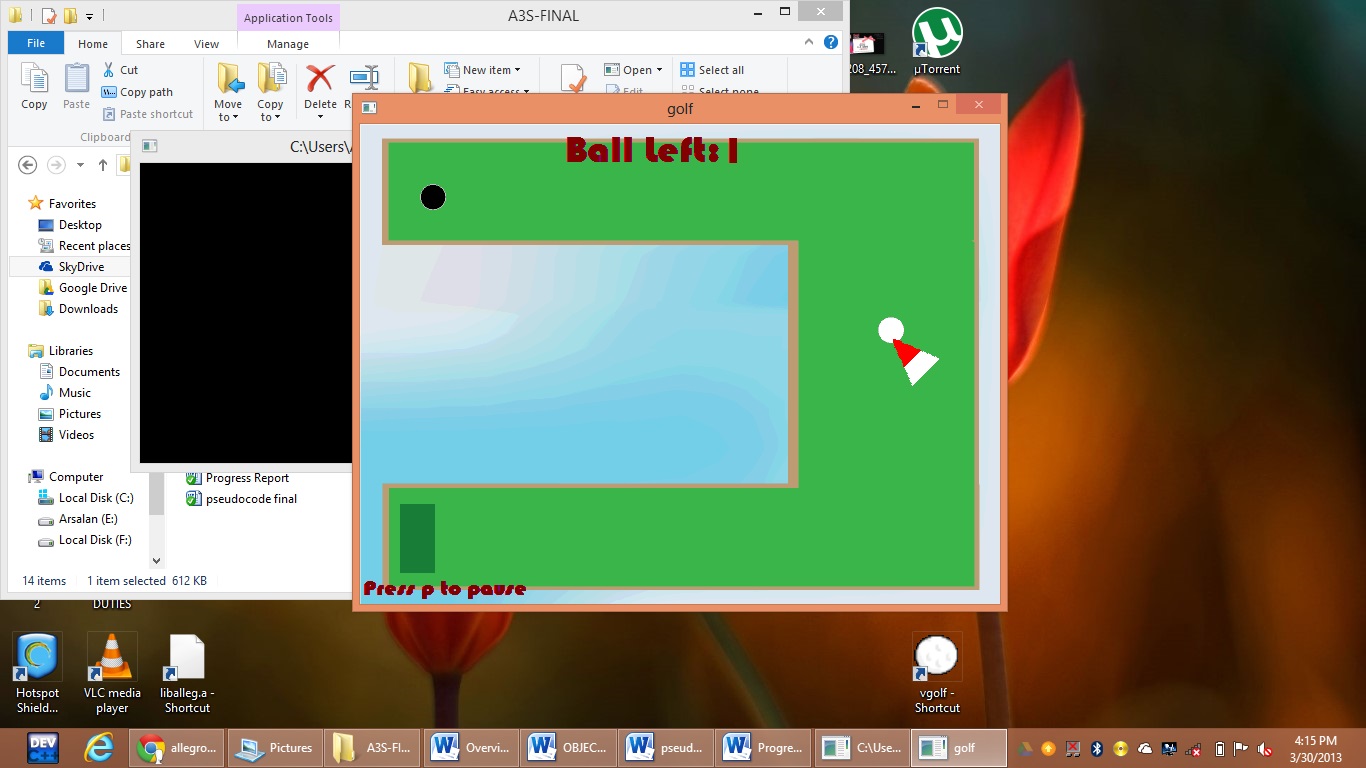 Application Tools
A3S-FINAL
File
Home
Share
View
Manage
Copy
Paste
Cut
Copy path
Paste shortcut
Move to
Copy to
Delete
New item
Easy access
Open
Edit
Select all
Select none
Clipboard
208_457...
µTorrent
golf
C:\Users\
Ball Left: 1
Favorites
Desktop
Recent places
SkyDrive
Google Drive
Downloads
Libraries
Documents
Music
Pictures
Videos
Computer
Local Disk (C:)
Arsalan (E:)
Local Disk (F:)
Progress Report
pseudocode final
14 items
1 item selected 612 KB
Press p to pause
2
DUTIES
Hotspot
Shield...
VLC media
player
liballeg.a -
Shortcut
vgolf -
Shortcut
DEV
C++
allegro...
Pictures
A3S-FI...
Overvi...
OBJEC...
pseud...
Progre...
C:\Use...
golf
4:15 PM
3/30/2013